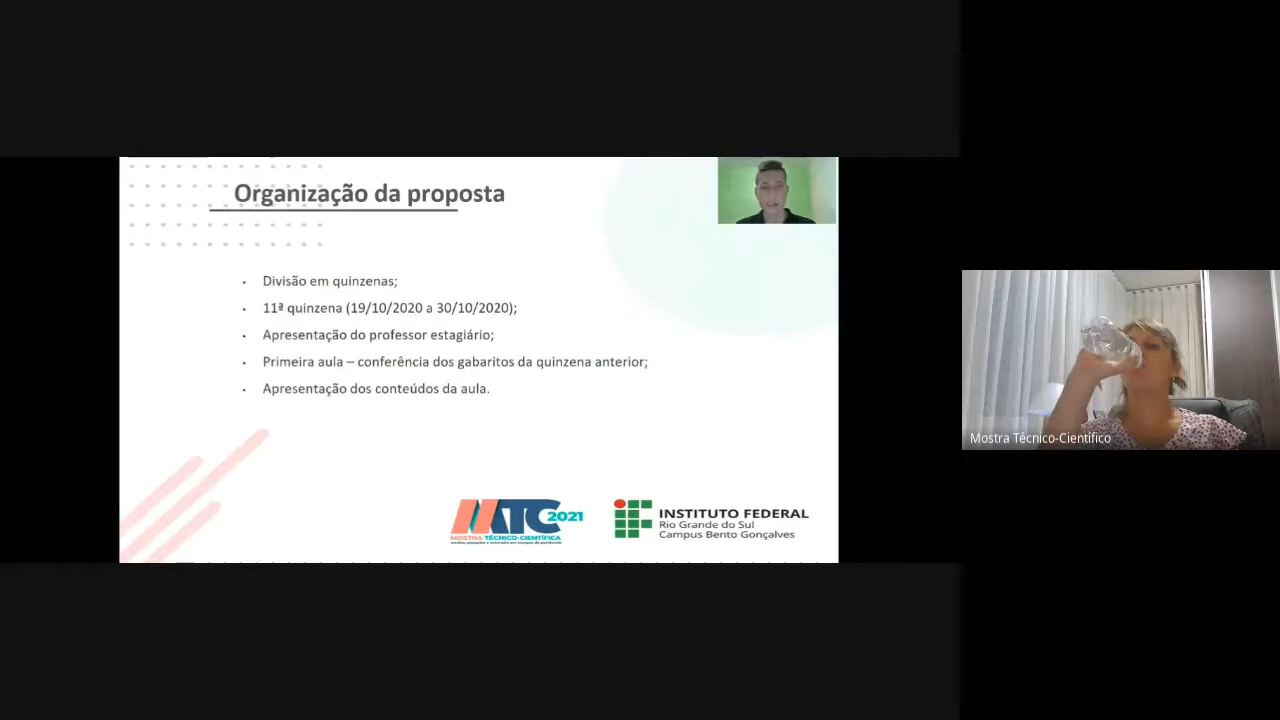 Organização da proposta
• Divisão em quinzenas;
• 11ª quinzena (19/10/2020 a 30/10/2020);
• Apresentação do professor estagiário;
• Primeira aula – conferência dos gabaritos da quinzena anterior;
• Apresentação dos conteúdos da aula.
MTC 2021
MOSTRA TÉCNICO-CIENTÍFICA
INSTITUTO FEDERAL
Rio Grande do Sul
Campus Bento Gonçalves
Mostra Técnico-Científico